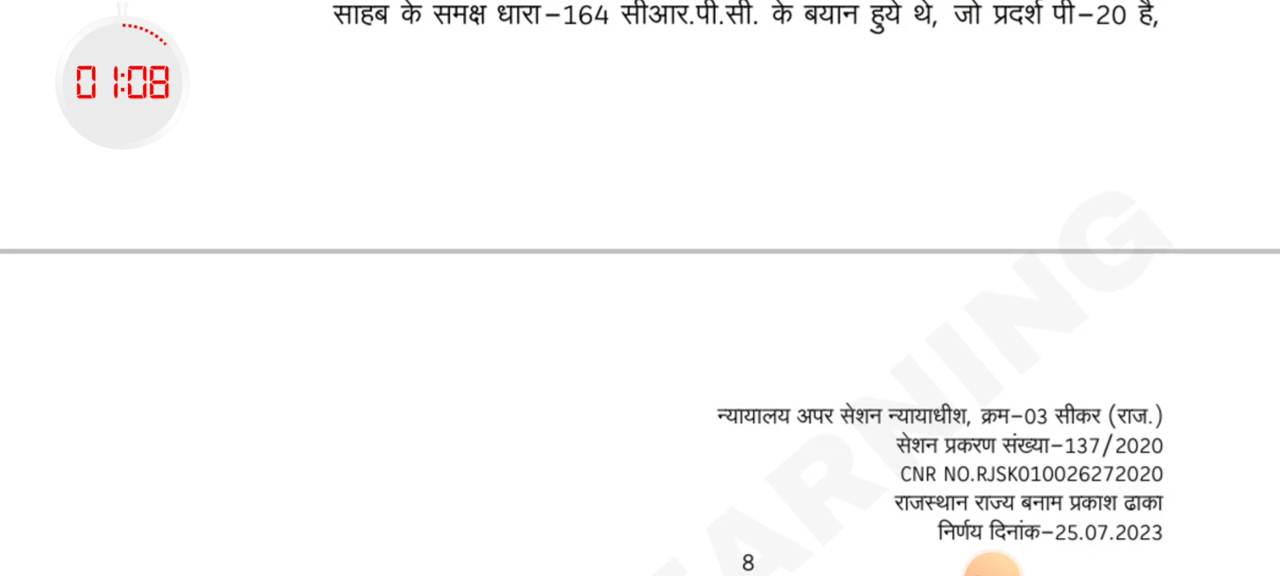 साहब के समक्ष धारा-164 सीआर.पी.सी. के बयान हुये थे, जो प्रदर्श पी-20 है,
01:08
न्यायालय अपर सेशन न्यायाधीश, क्रम-03 सीकर (राज.)
सेशन प्रकरण संख्या-137/2020
CNR NO.RJSK010026272020
राजस्थान राज्य बनाम प्रकाश ढाका
निर्णय दिनांक-25.07.2023
8